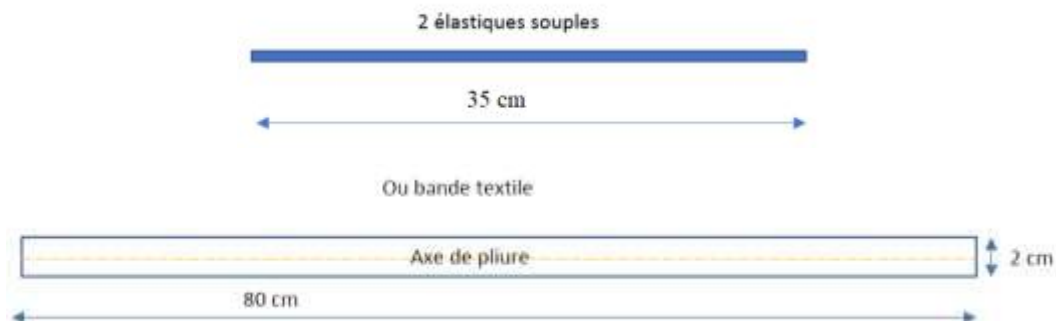 2 élastiques souples
35 cm
Ou bande textile
Axe de pliure
2 cm
80 cm